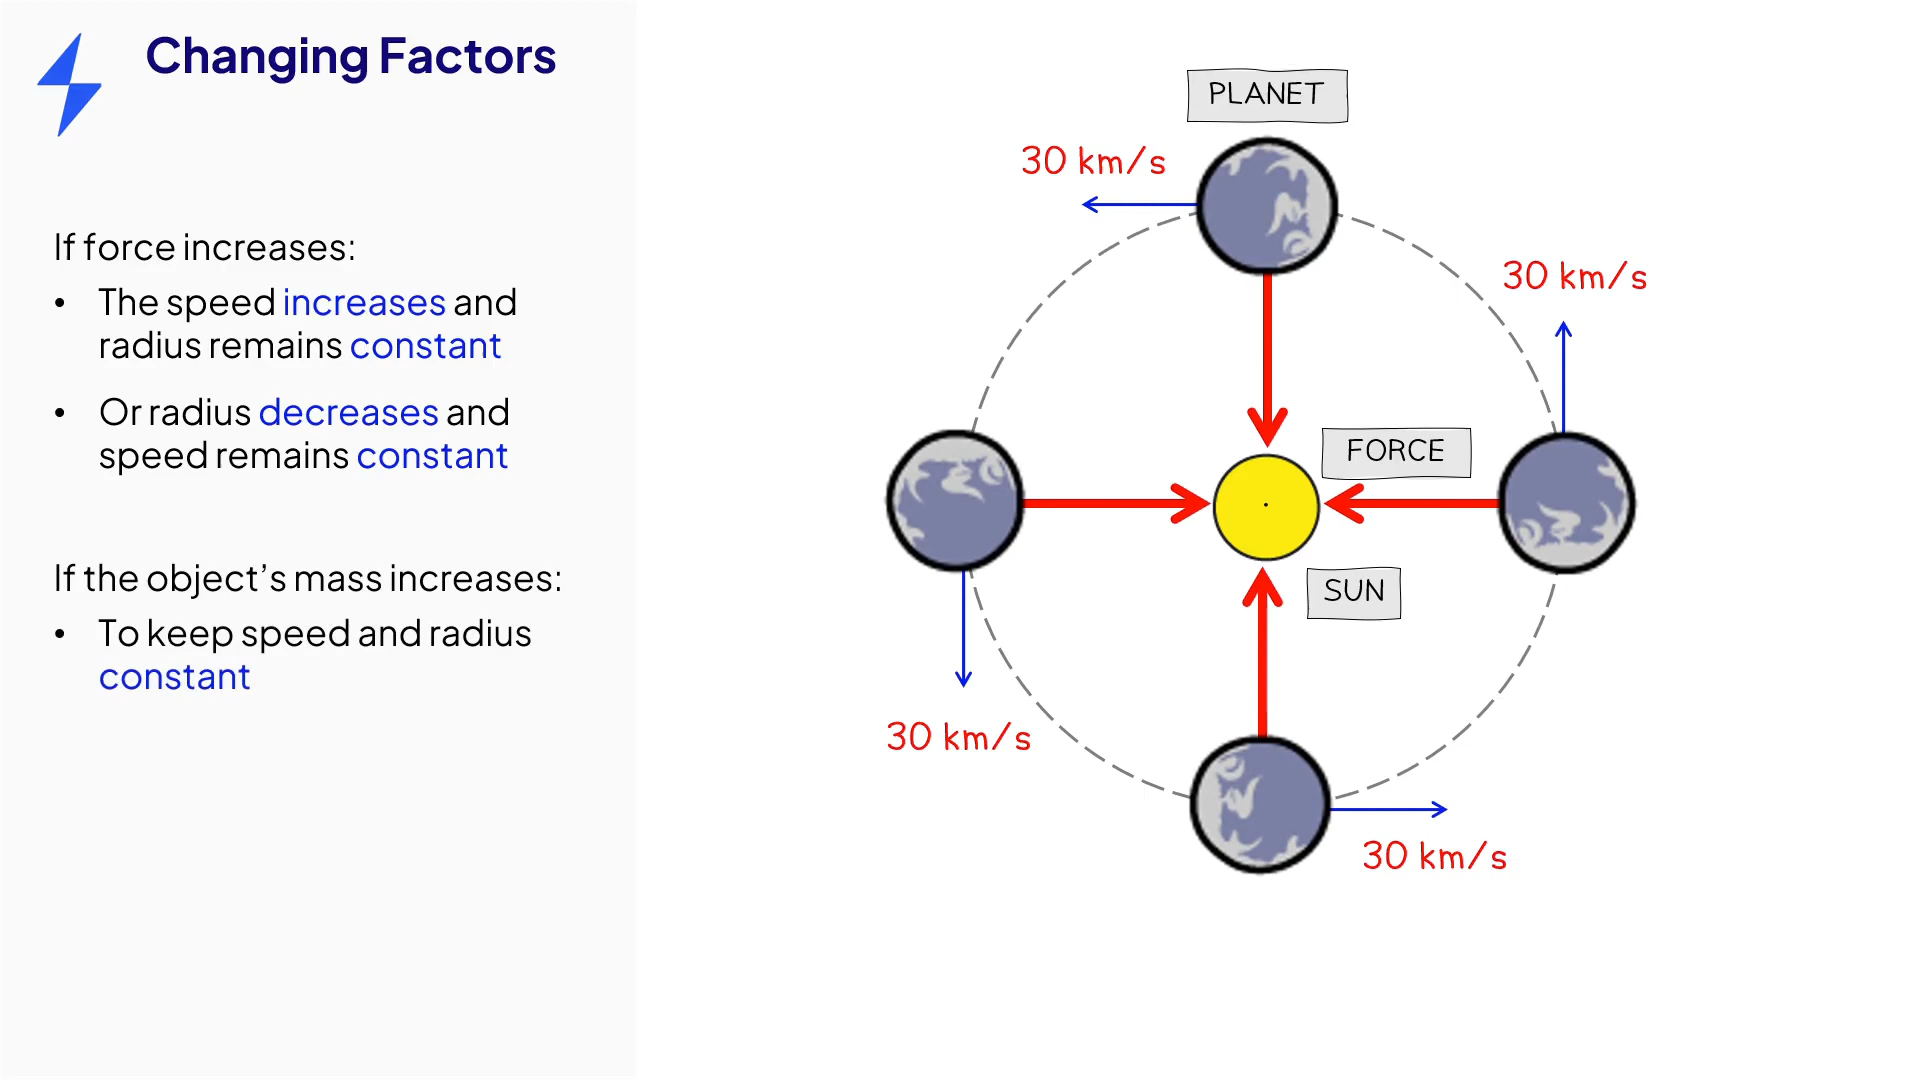 Changing Factors
If force increases:
• The speed increases and
radius remains constant
• Or radius decreases and
speed remains constant
If the object’s mass increases:
• To keep speed and radius
constant
PLANET
30 km/s
30 km/s
FORCE
SUN
30 km/s
30 km/s